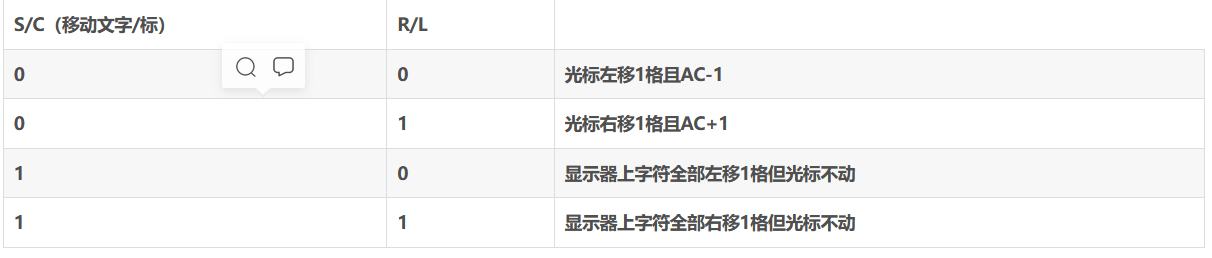 S/C（移动文字/标） R/L
0 0 光标左移1格且AC-1
0 1 光标右移1格且AC+1
1 0 显示器上字符全部左移1格但光标不动
1 1 显示器上字符全部右移1格但光标不动